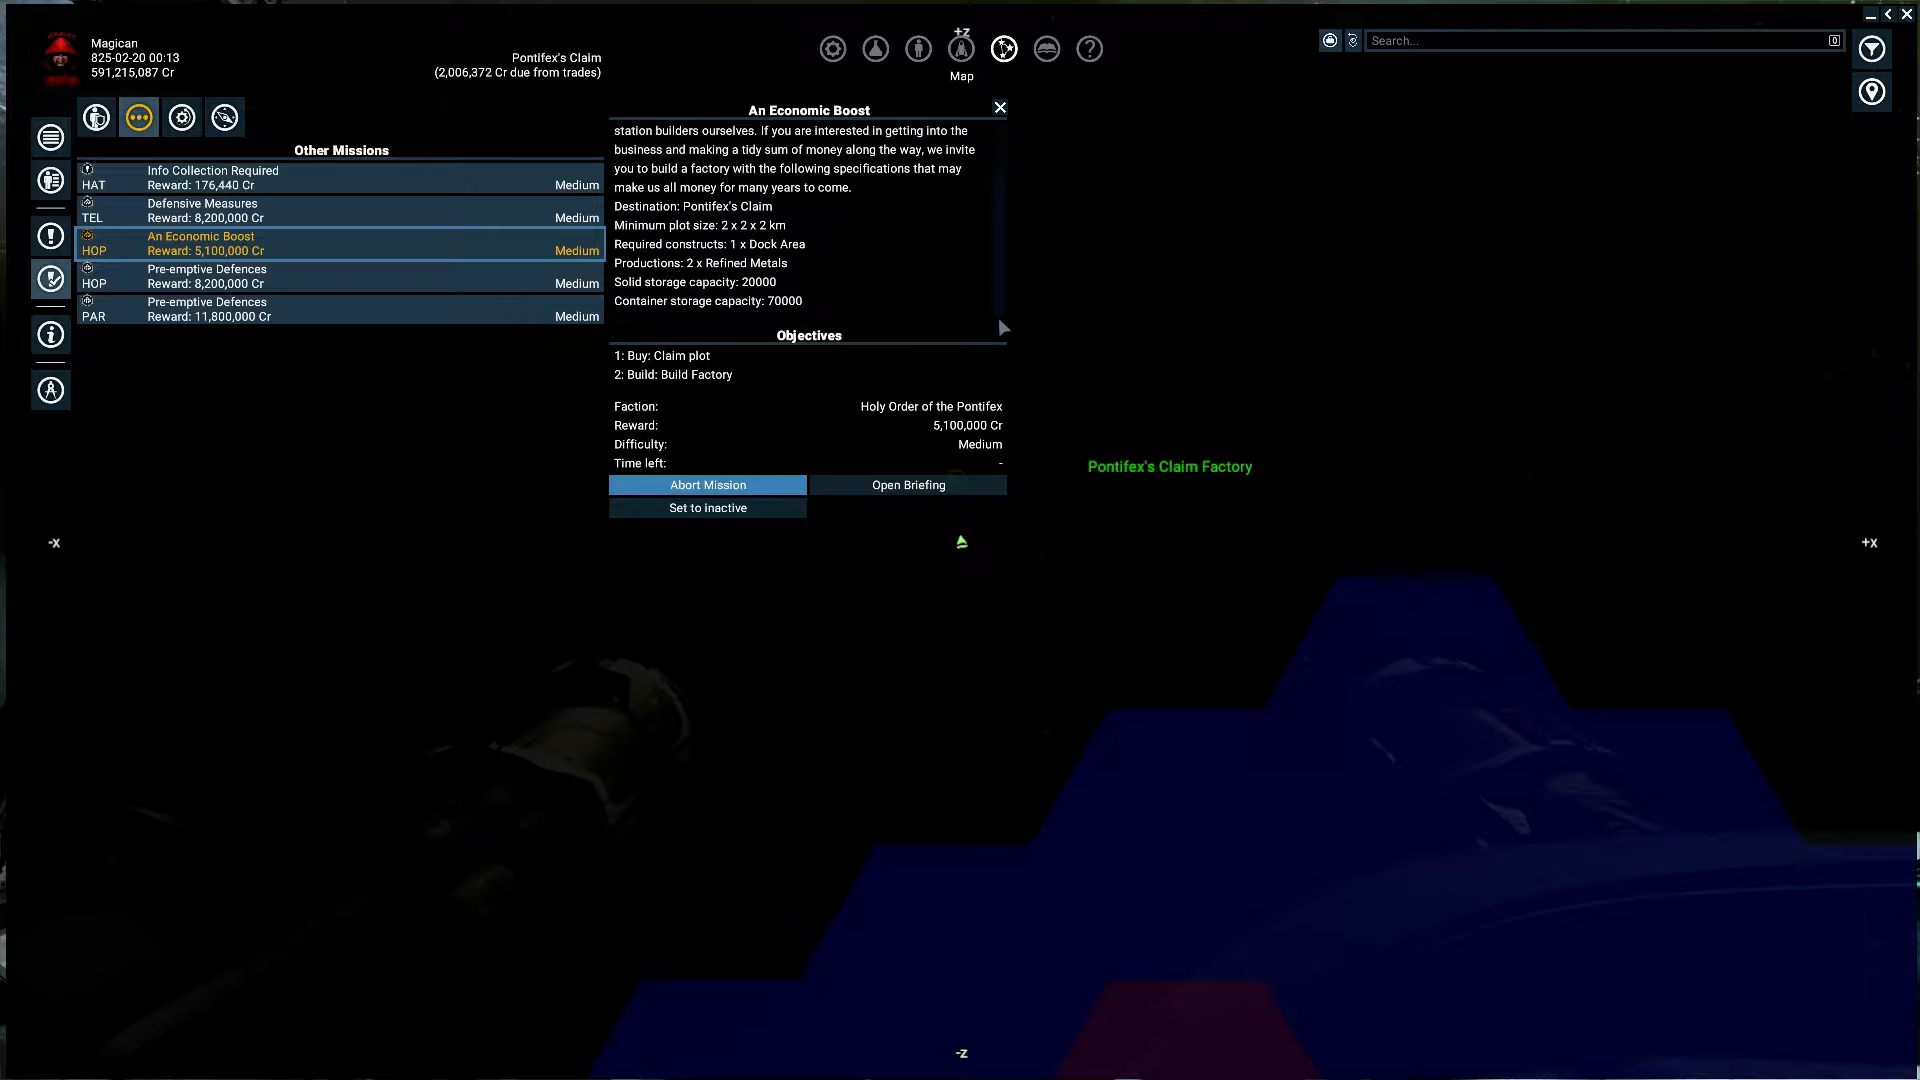 Magican
825-02-20 00:13
591,215,087 Cr
Pontifex's Claim
(2,006,372 Cr due from trades)
+Z
Map
Search...
0
Other Missions
Info Collection Required
HAT Reward: 176,440 Cr Medium
Defensive Measures
TEL Reward: 8,200,000 Cr Medium
An Economic Boost
HOP Reward: 5,100,000 Cr Medium
Pre-emptive Defences
HOP Reward: 8,200,000 Cr Medium
Pre-emptive Defences
PAR Reward: 11,800,000 Cr Medium
An Economic Boost
station builders ourselves. If you are interested in getting into the
business and making a tidy sum of money along the way, we invite
you to build a factory with the following specifications that may
make us all money for many years to come.
Destination: Pontifex's Claim
Minimum plot size: 2 x 2 x 2 km
Required constructs: 1 x Dock Area
Productions: 2 x Refined Metals
Solid storage capacity: 20000
Container storage capacity: 70000
Objectives
1: Buy: Claim plot
2: Build: Build Factory
Faction: Holy Order of the Pontifex
Reward: 5,100,000 Cr
Difficulty: Medium
Time left: -
Abort Mission Open Briefing
Set to inactive
Pontifex's Claim Factory
-X
+X
-Z